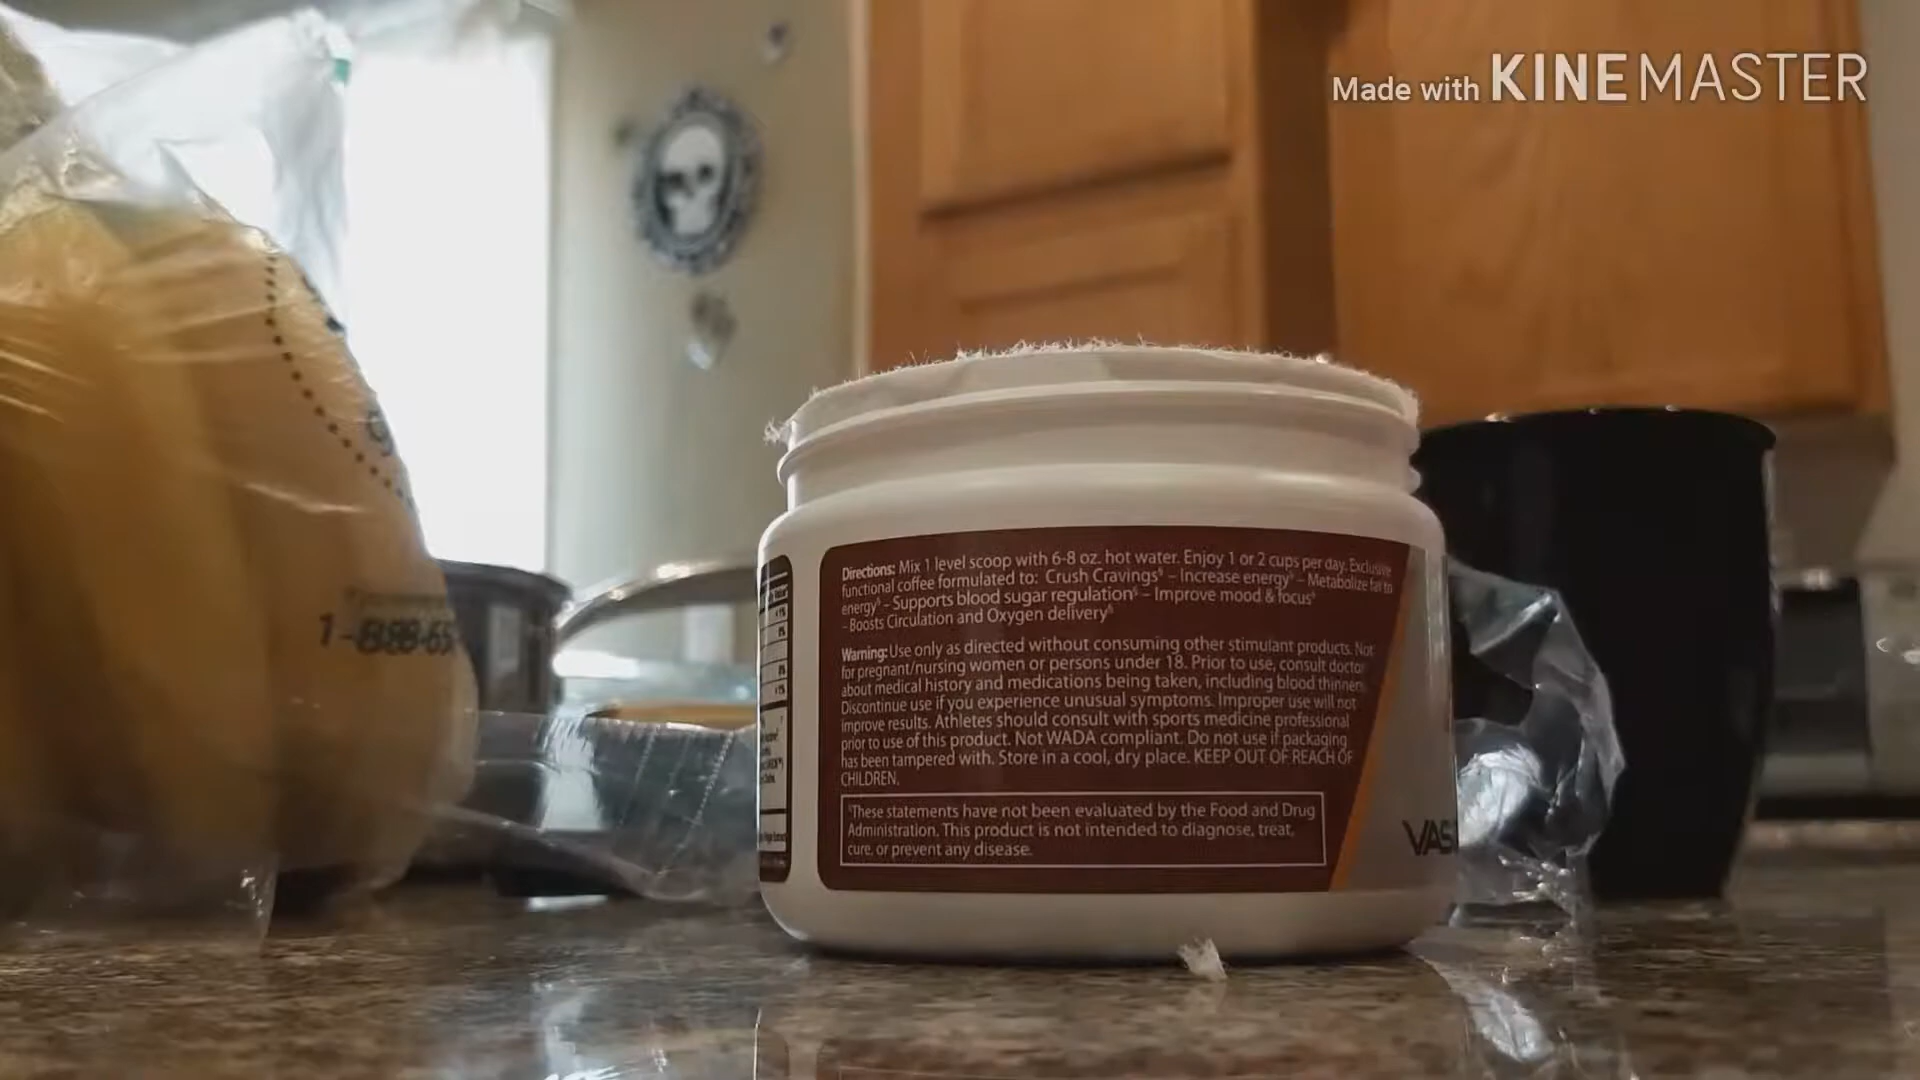 Made with KINEMASTER
Directions: Mix 1 level scoop with 6-8 oz. hot water. Enjoy 1 or 2 cups per day. Exclusive
functional coffee formulated to: Crush Cravings§ – Increase energy§ – Metabolize fat to
energy§ – Supports blood sugar regulation§ – Improve mood & focus§
- Boosts Circulation and Oxygen delivery§
Warning: Use only as directed without consuming other stimulant products. Not
for pregnant/nursing women or persons under 18. Prior to use, consult doctor
about medical history and medications being taken, including blood thinners.
Discontinue use if you experience unusual symptoms. Improper use will not
improve results. Athletes should consult with sports medicine professional
prior to use of this product. Not WADA compliant. Do not use if packaging
has been tampered with. Store in a cool, dry place. KEEP OUT OF REACH OF
CHILDREN.
§These statements have not been evaluated by the Food and Drug
Administration. This product is not intended to diagnose, treat,
cure, or prevent any disease.
VAS